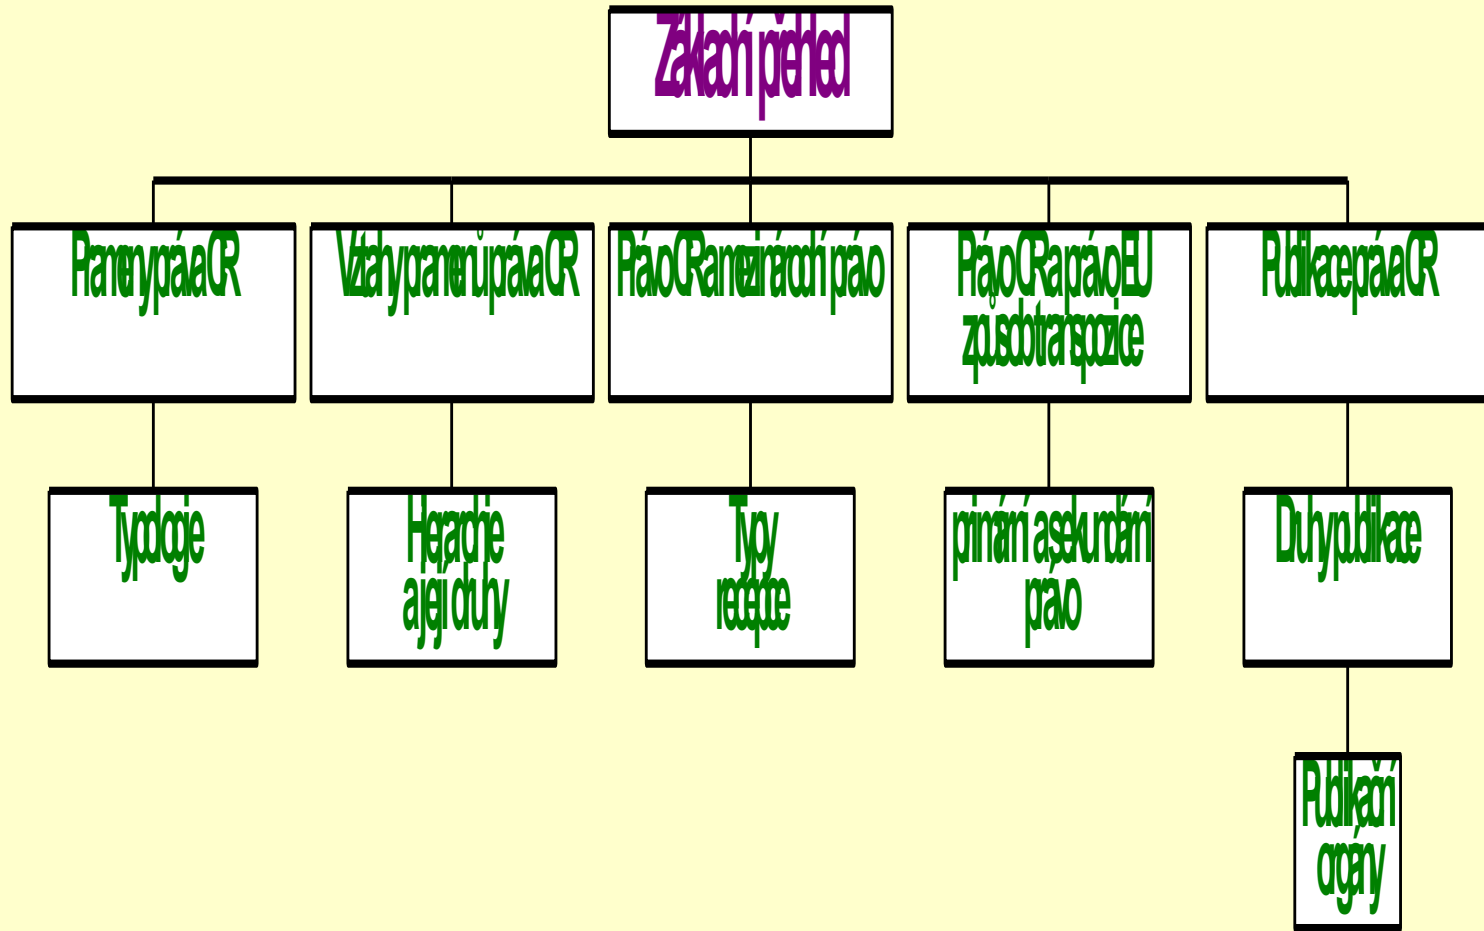 Základní přehled
Prameny práva ČR
Vztahy pramenů práva ČR
Právo ČR a mezinárodní právo
Právo ČR a právo EU
způsob transpozice
Publikace práva ČR
Typologie
Hierarchie
a její druhy
Typy
recepce
primární a sekundární
právo
Druhy publikace
Publikační
orgány